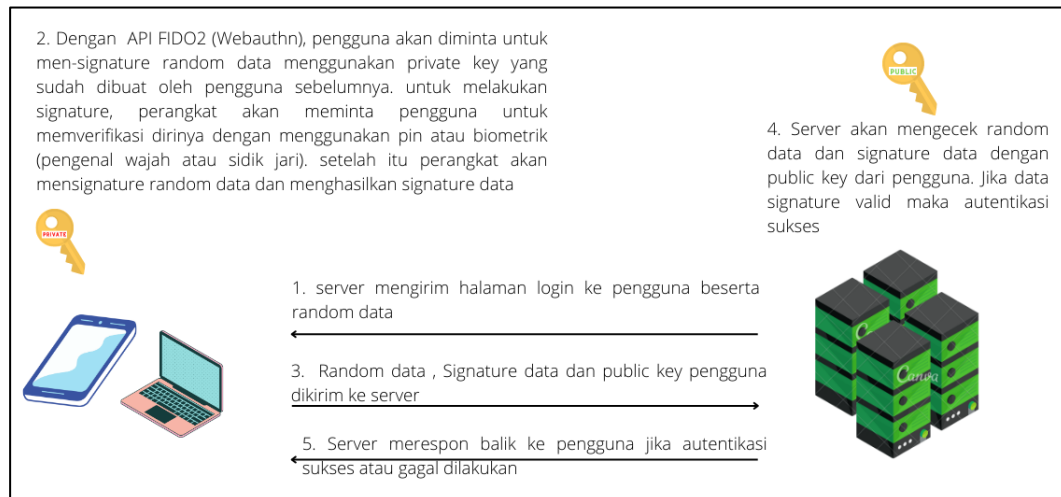 2. Dengan API FIDO2 (Webauthn), pengguna akan diminta untuk
men-signature random data menggunakan private key yang
sudah dibuat oleh pengguna sebelumnya. untuk melakukan
signature, perangkat akan meminta pengguna untuk
memverifikasi dirinya dengan menggunakan pin atau biometrik
(pengenal wajah atau sidik jari). setelah itu perangkat akan
mensignature random data dan menghasilkan signature data
PRIVATE
PUBLIC
4. Server akan mengecek random
data dan signature data dengan
public key dari pengguna. Jika data
signature valid maka autentikasi
sukses
1. server mengirim halaman login ke pengguna beserta
random data
3. Random data , Signature data dan public key pengguna
dikirim ke server
5. Server merespon balik ke pengguna jika autentikasi
sukses atau gagal dilakukan
C
Canva